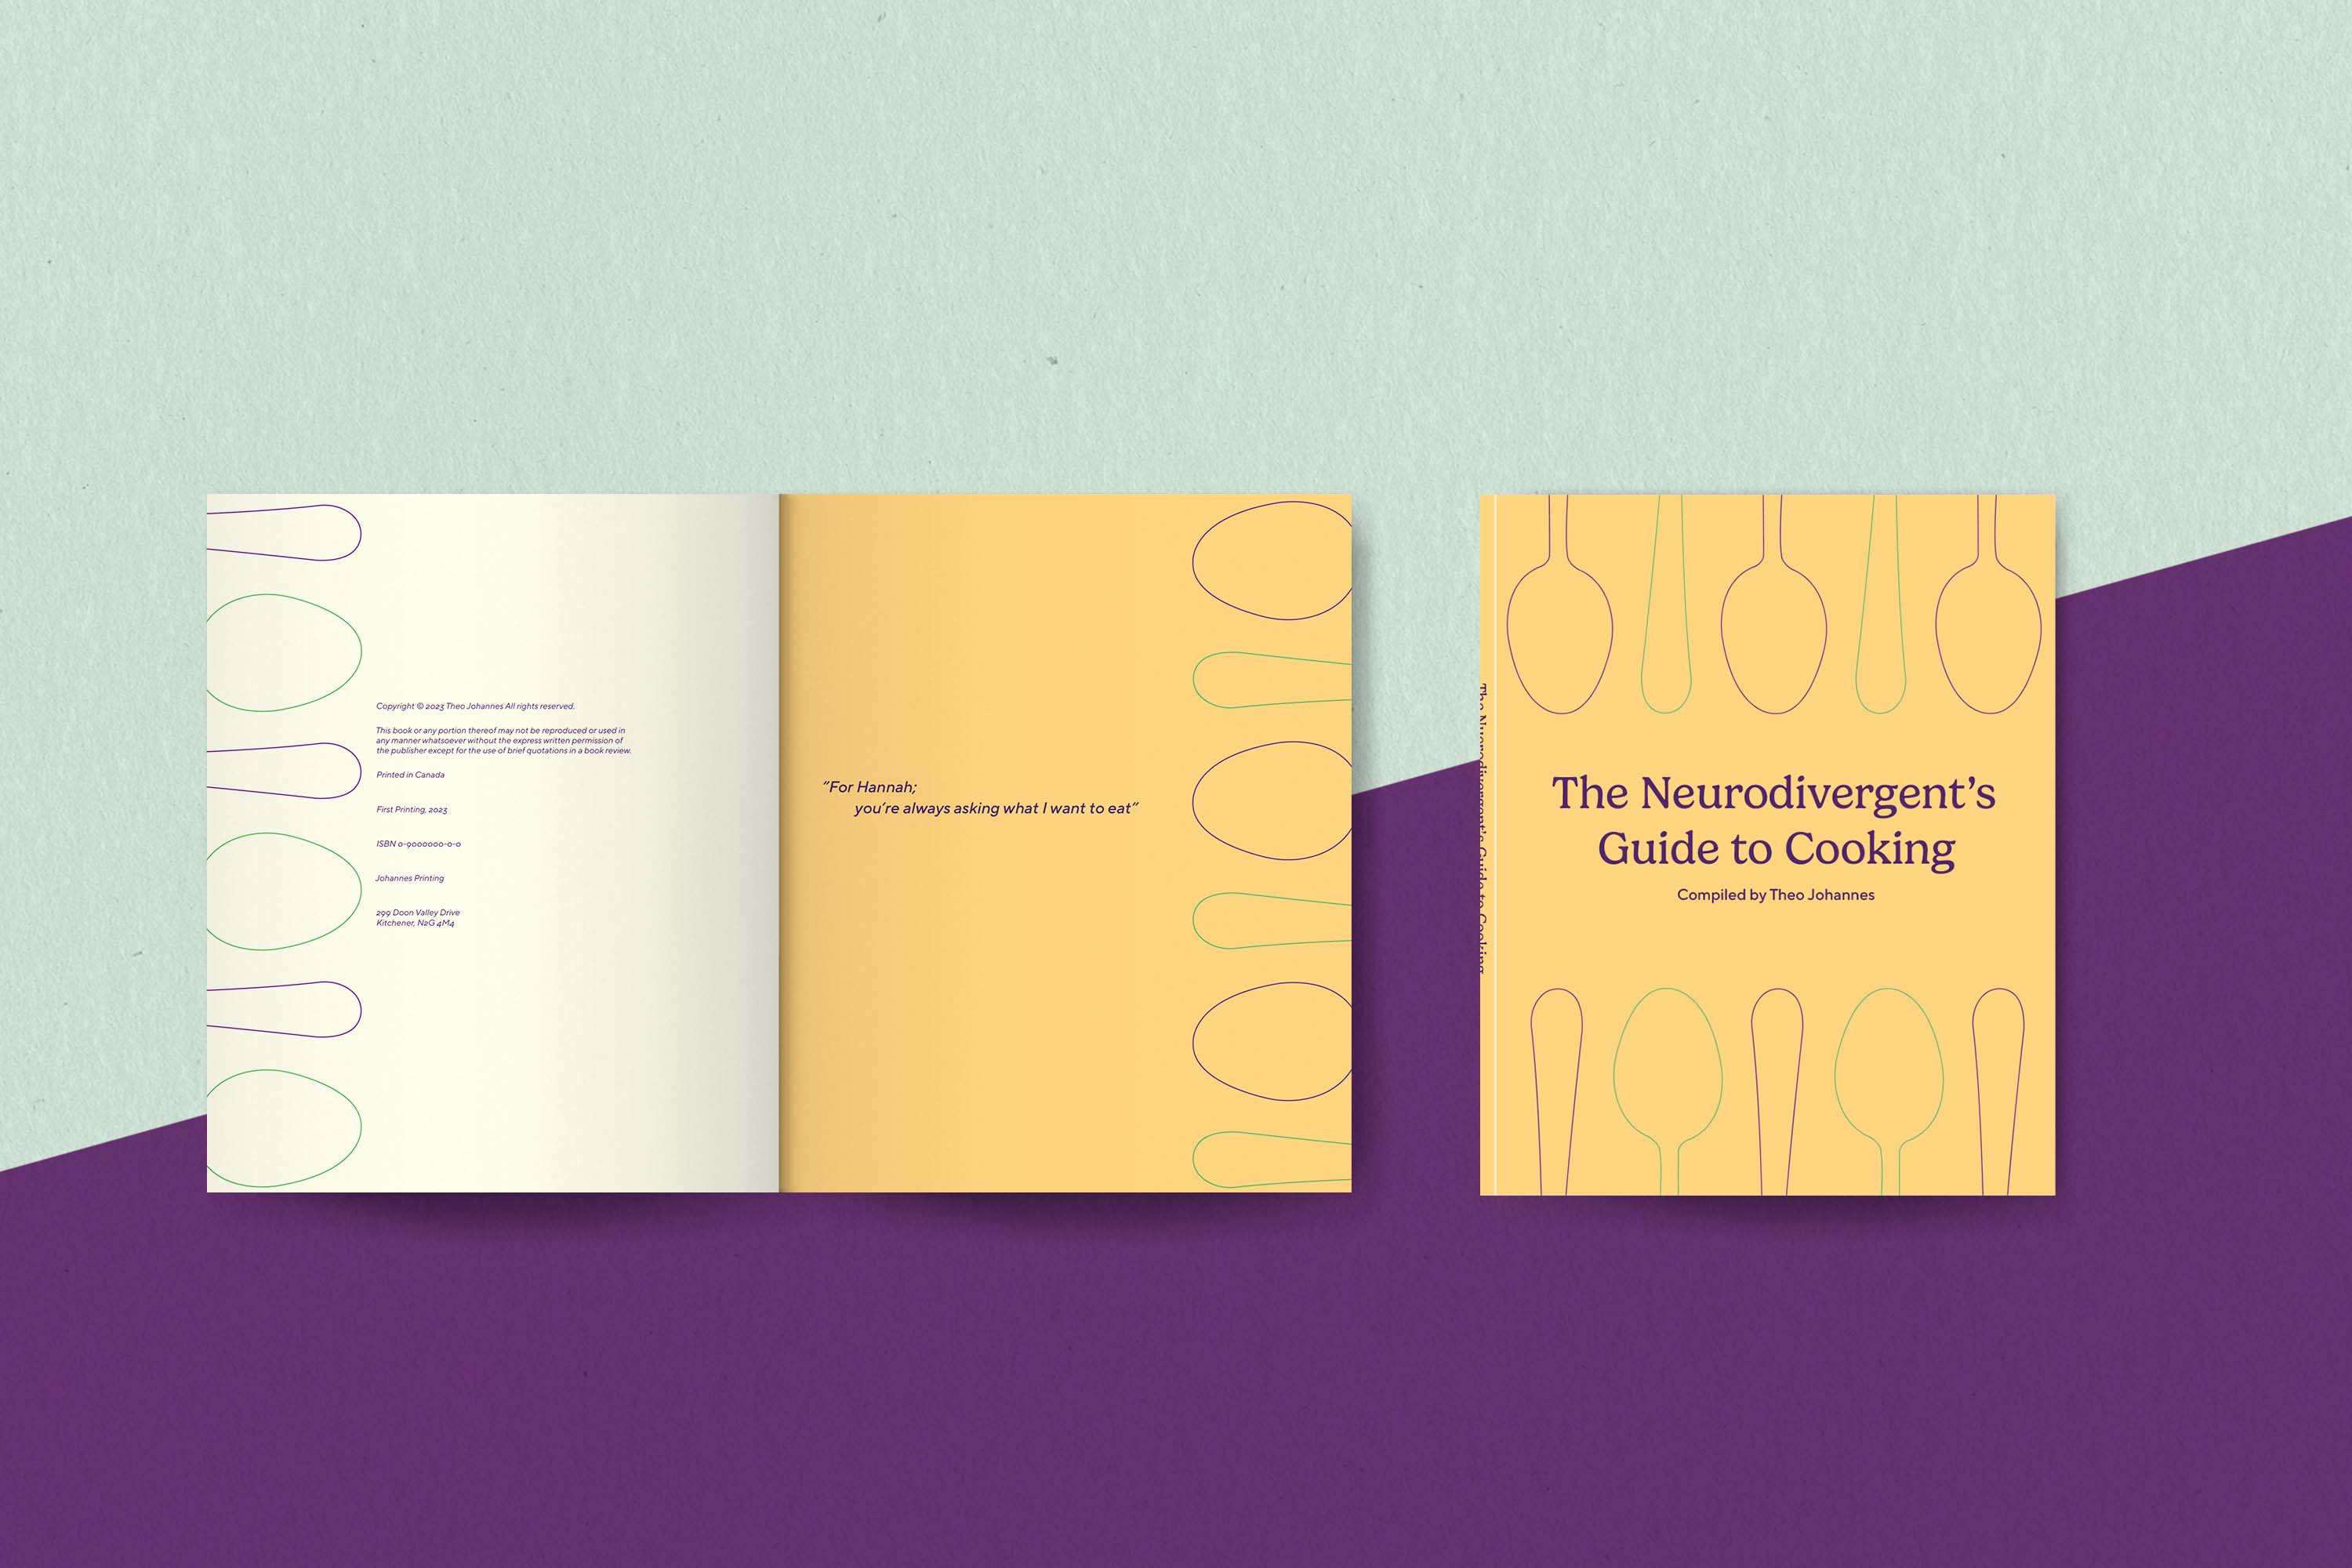 Copyright © 2023 Theo Johannes All rights reserved.
This book or any portion thereof may not be reproduced or used in
any manner whatsoever without the express written permission of
the publisher except for the use of brief quotations in a book review.
Printed in Canada
First Printing, 2023
ISBN 0-9000000-0-0
Johannes Printing
299 Doon Valley Drive
Kitchener, N2G 4M4
"For Hannah;
you're always asking what I want to eat"
The Neurodivergent's Guide to Cooking
The Neurodivergent’s
Guide to Cooking
Compiled by Theo Johannes